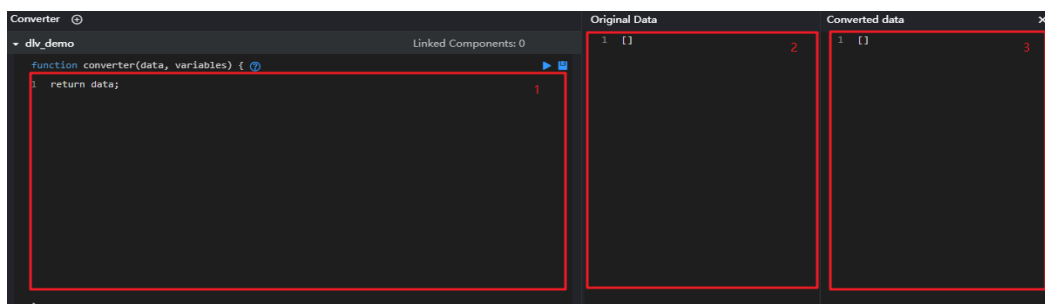 Converter
dlv_demo
Linked Components: 0
function converter(data, variables) {
1 return data;
1
}
Original Data
1 []
2
Converted data ×
1 []
3